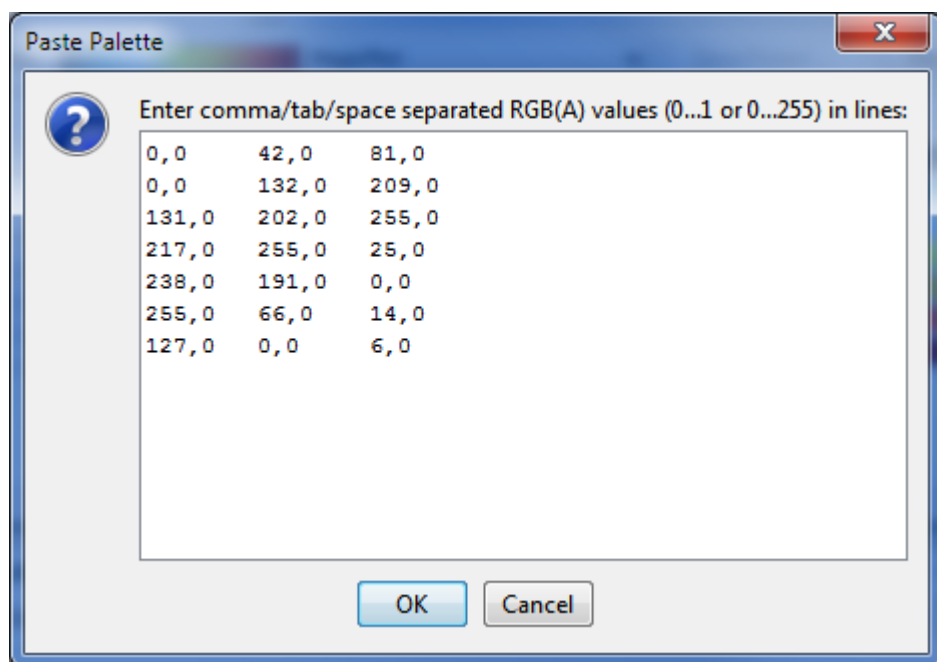 Paste Palette
Enter comma/tab/space separated RGB(A) values (0...1 or 0...255) in lines:
0,0 42,0 81,0
0,0 132,0 209,0
131,0 202,0 255,0
217,0 255,0 25,0
238,0 191,0 0,0
255,0 66,0 14,0
127,0 0,0 6,0
OK Cancel